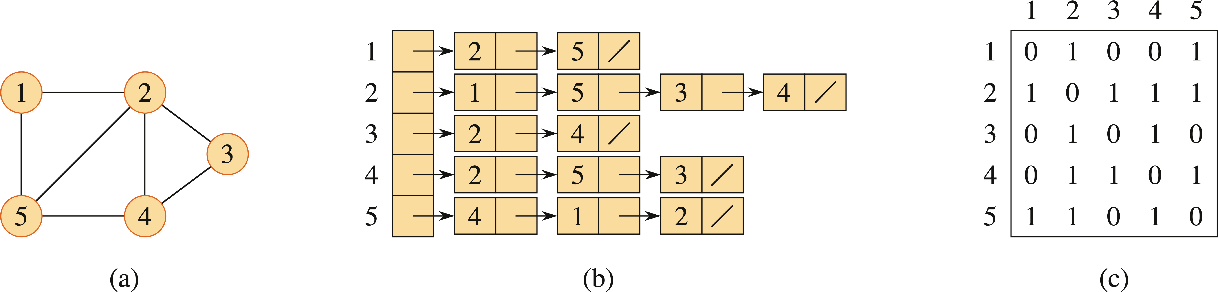 1 2
3
5 4
(a)
1 2 5
2 1 5 3 4
3 2 4
4 2 5 3
5 4 1 2
(b)
1 2 3 4 5
1 0 1 0 0 1
2 1 0 1 1 1
3 0 1 0 1 0
4 0 1 1 0 1
5 1 1 0 1 0
(c)